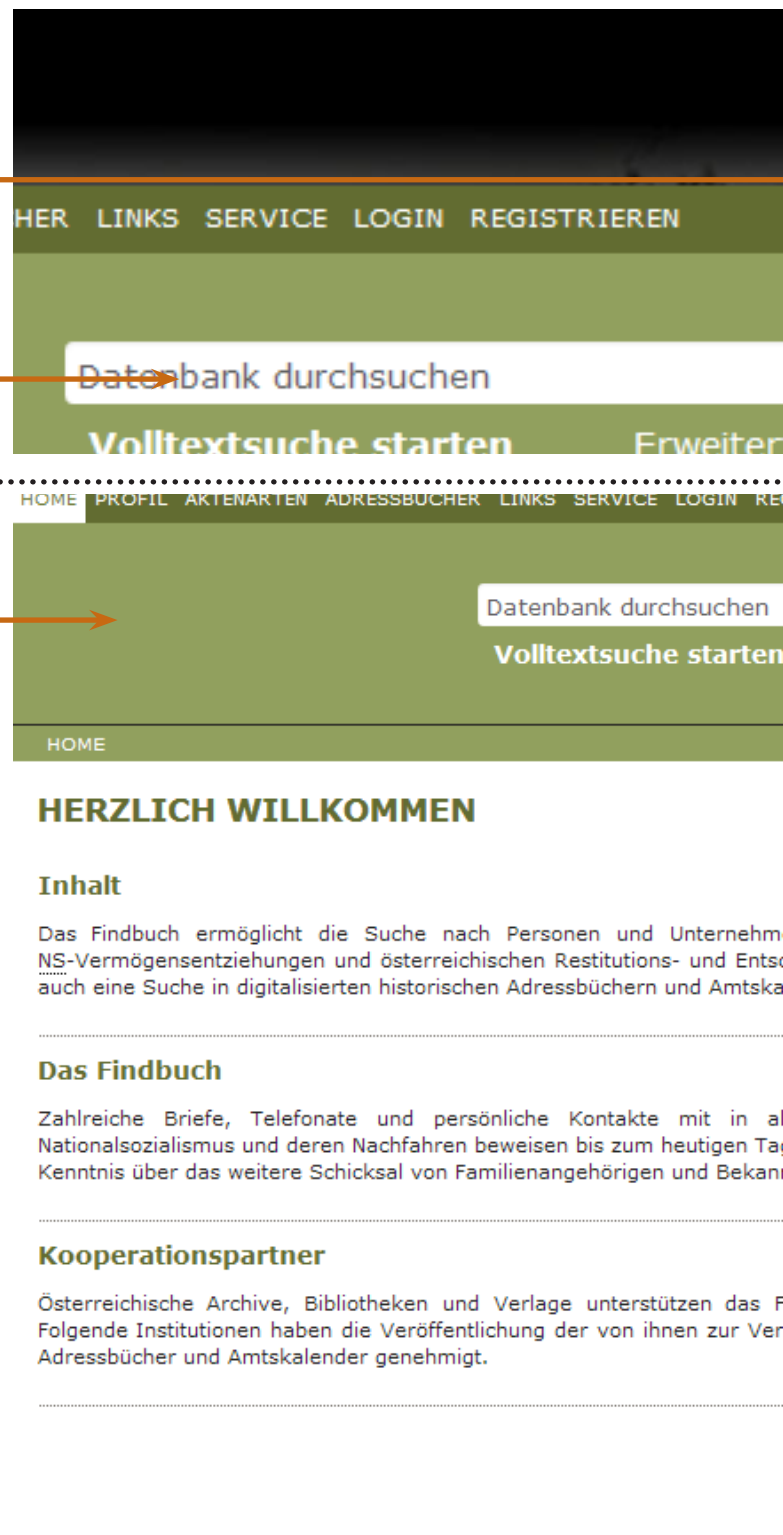 LINKS SERVICE LOGIN REGISTRIEREN
Datenbank durchsuchen
Volltextsuche starten
HOME PROFIL AKTENARTEN ADRESSBÜCHER LINKS SERVICE LOGIN
Datenbank durchsuchen
Volltextsuche starten
HOME
HERZLICH WILLKOMMEN
Inhalt
Das Findbuch ermöglicht die Suche nach Personen und
NS-Vermögensentziehungen und österreichischen Restitutions- und
auch eine Suche in digitalisierten historischen Adressbüchern und
Das Findbuch
Zahlreiche Briefe, Telefonate und persönliche Kontakte mit in
Nationalsozialismus und deren Nachfahren beweisen bis zum heutigen
Kenntnis über das weitere Schicksal von Familienangehörigen und
Kooperationspartner
Österreichische Archive, Bibliotheken und Verlage unterstützen das
Folgende Institutionen haben die Veröffentlichung der von ihnen zur
Adressbücher und Amtskalender genehmigt.